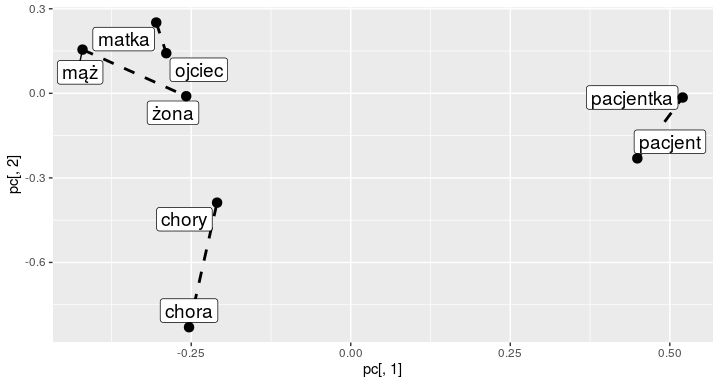 0.3
matka
ojciec
mąż
0.0
pacjentka
żona
pacjent
pc[, 2]
-0.3
chory
-0.6
chora
-0.25
0.00
0.25
0.50
pc[, 1]